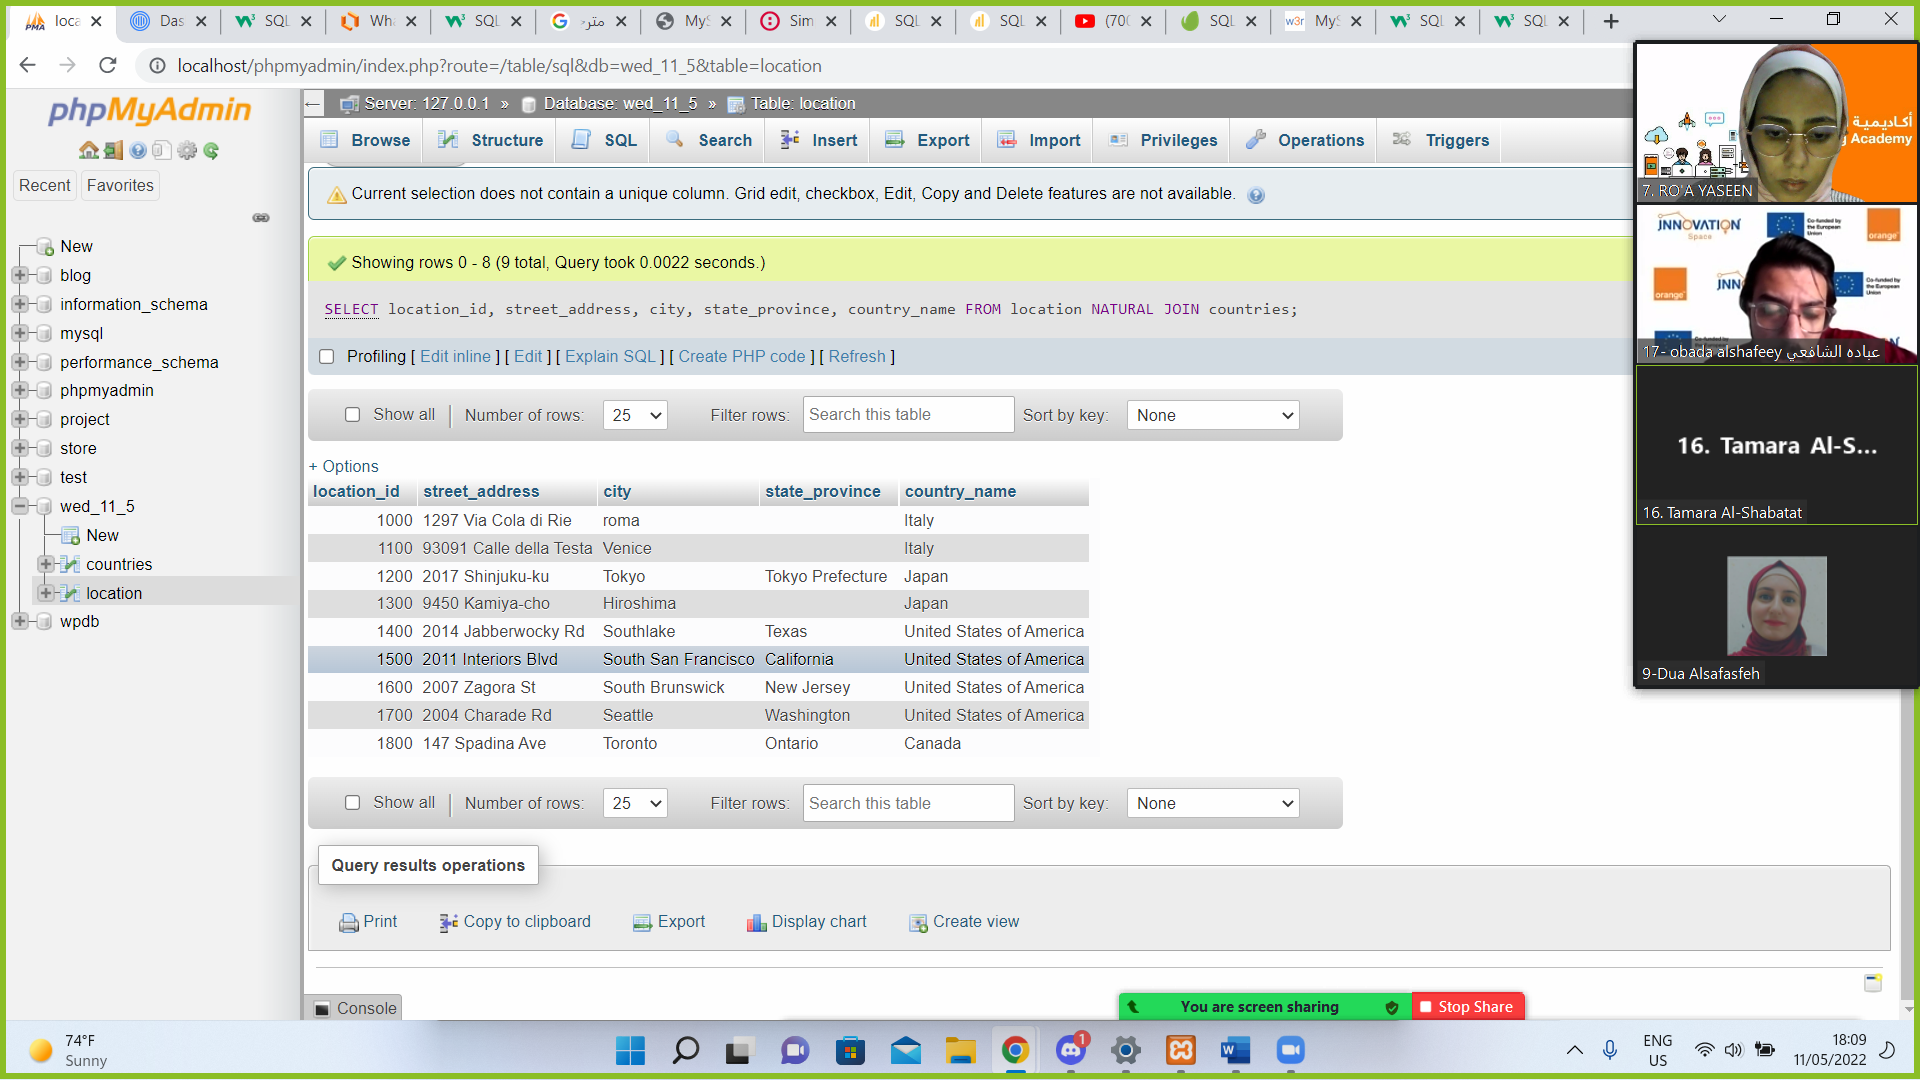 loca
Das
SQL
Wha
SQL
مترج
MyS
Sim
SQL
SQL
(700
SQL
MyS
SQL
SQL
localhost/phpmyadmin/index.php?route=/table/sql&db=wed_11_5&table=location
phpMyAdmin
Recent
Favorites
New
blog
information_schema
mysql
performance_schema
phpmyadmin
project
store
test
wed_11_5
New
countries
location
wpdb
Server: 127.0.0.1 » Database: wed_11_5 » Table: location
Browse
Structure
SQL
Search
Insert
Export
Import
Privileges
Operations
Triggers
Current selection does not contain a unique column. Grid edit, checkbox, Edit, Copy and Delete features are not available.
Showing rows 0 - 8 (9 total, Query took 0.0022 seconds.)
SELECT location_id, street_address, city, state_province, country_name FROM location NATURAL JOIN countries;
Profiling [ Edit inline ] [ Edit ] [ Explain SQL ] [ Create PHP code ] [ Refresh ]
Show all | Number of rows: 25 Filter rows: Search this table Sort by key: None
+ Options
location_id street_address city state_province country_name
1000 1297 Via Cola di Rie roma Italy
1100 93091 Calle della Testa Venice Italy
1200 2017 Shinjuku-ku Tokyo Tokyo Prefecture Japan
1300 9450 Kamiya-cho Hiroshima Japan
1400 2014 Jabberwocky Rd Southlake Texas United States of America
1500 2011 Interiors Blvd South San Francisco California United States of America
1600 2007 Zagora St South Brunswick New Jersey United States of America
1700 2004 Charade Rd Seattle Washington United States of America
1800 147 Spadina Ave Toronto Ontario Canada
Show all | Number of rows: 25 Filter rows: Search this table Sort by key: None
Query results operations
Print
Copy to clipboard
Export
Display chart
Create view
Console
You are screen sharing
Stop Share
أكاديمية
Academy
7. RO'A YASEEN
INNOVATION
Space
Co-funded by
the European
Union
orange
17- obada alshafeey عباده الشافعي
16. Tamara Al-S...
16. Tamara Al-Shabatat
9-Dua Alsafasfeh
74°F
Sunny
1
ENG
US
18:09
11/05/2022